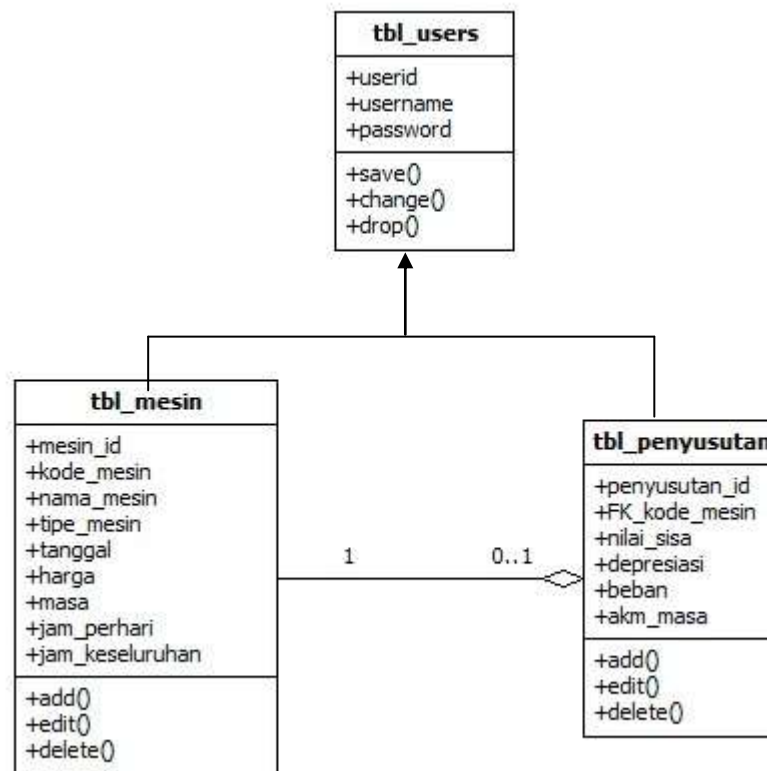 tbl_users
+userid
+username
+password
+save()
+change()
+drop()
tbl_mesin
+mesin_id
+kode_mesin
+nama_mesin
+tipe_mesin
+tanggal
+harga
+masa
+jam_perhari
+jam_keseluruhan
+add()
+edit()
+delete()
1
0..1
tbl_penyusutan
+penyusutan_id
+FK_kode_mesin
+nilai_sisa
+depresiasi
+beban
+akm_masa
+add()
+edit()
+delete()